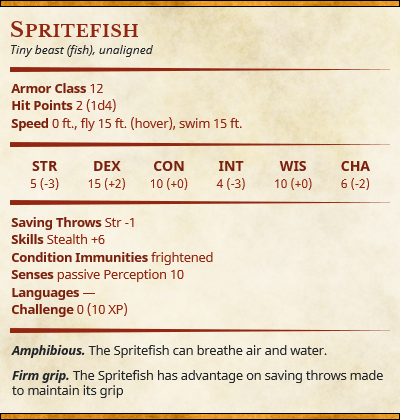 SPRITEFISH
Tiny beast (fish), unaligned
Armor Class 12
Hit Points 2 (1d4)
Speed 0 ft., fly 15 ft. (hover), swim 15 ft.
STR DEX CON INT WIS CHA
5 (-3) 15 (+2) 10 (+0) 4 (-3) 10 (+0) 6 (-2)
Saving Throws Str -1
Skills Stealth +6
Condition Immunities frightened
Senses passive Perception 10
Languages —
Challenge 0 (10 XP)
Amphibious. The Spritefish can breathe air and water.
Firm grip. The Spritefish has advantage on saving throws made
to maintain its grip